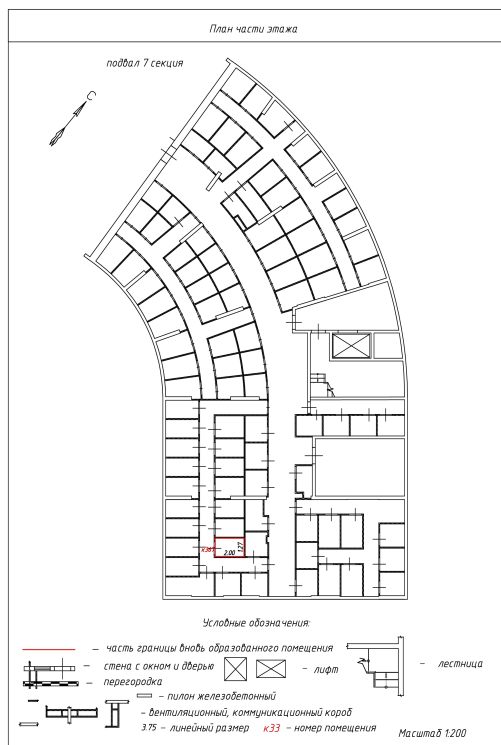 План части этажа
подвал 7 секция
С
2.00
1.27
Условные обозначения:
— часть границы вновь образованного помещения
— стена с окном и дверью
— лифт
— лестница
— перегородка
— пилон железобетонный
— вентиляционный, коммуникационный короб
3.75 — линейный размер кЗ3 — номер помещения
Масштаб 1:200